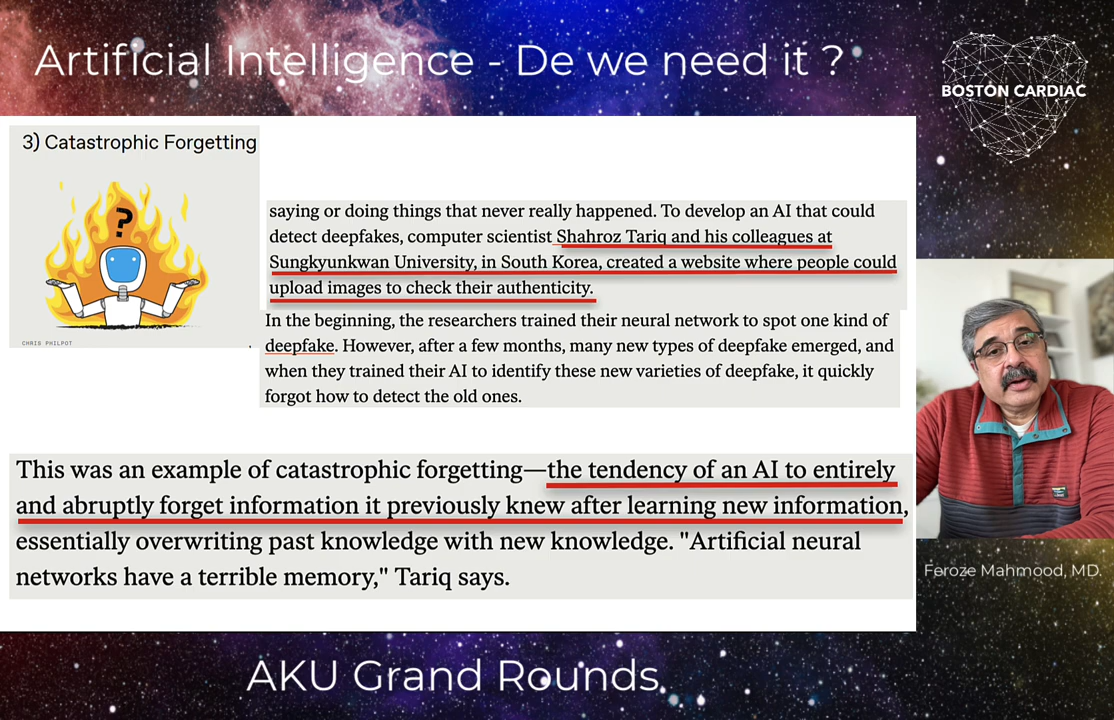 Artificial Intelligence - De we need it ?
BOSTON CARDIAC
3) Catastrophic Forgetting
?
CHRIS PHILPOT
saying or doing things that never really happened. To develop an AI that could
detect deepfakes, computer scientist Shahroz Tariq and his colleagues at
Sungkyunkwan University, in South Korea, created a website where people could
upload images to check their authenticity.
In the beginning, the researchers trained their neural network to spot one kind of
deepfake. However, after a few months, many new types of deepfake emerged, and
when they trained their AI to identify these new varieties of deepfake, it quickly
forgot how to detect the old ones.
This was an example of catastrophic forgetting—the tendency of an AI to entirely
and abruptly forget information it previously knew after learning new information,
essentially overwriting past knowledge with new knowledge. "Artificial neural
networks have a terrible memory," Tariq says.
Feroze Mahmood, MD.
AKU Grand Rounds.